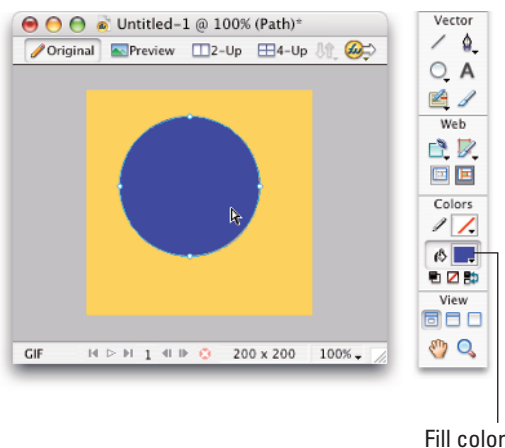 Untitled-1 @ 100% (Path)*
Original Preview 2-Up 4-Up
GIF 1 200 x 200 100%
Vector
A
Web
Colors
View
Fill color